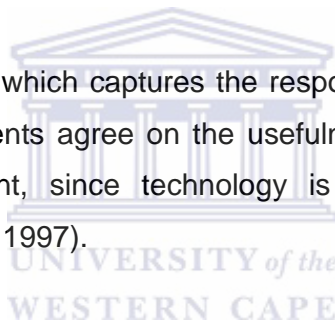 which captures the respo
ents agree on the usefuln
nt, since technology is
1997).
UNIVERSITY of the
WESTERN CAPE